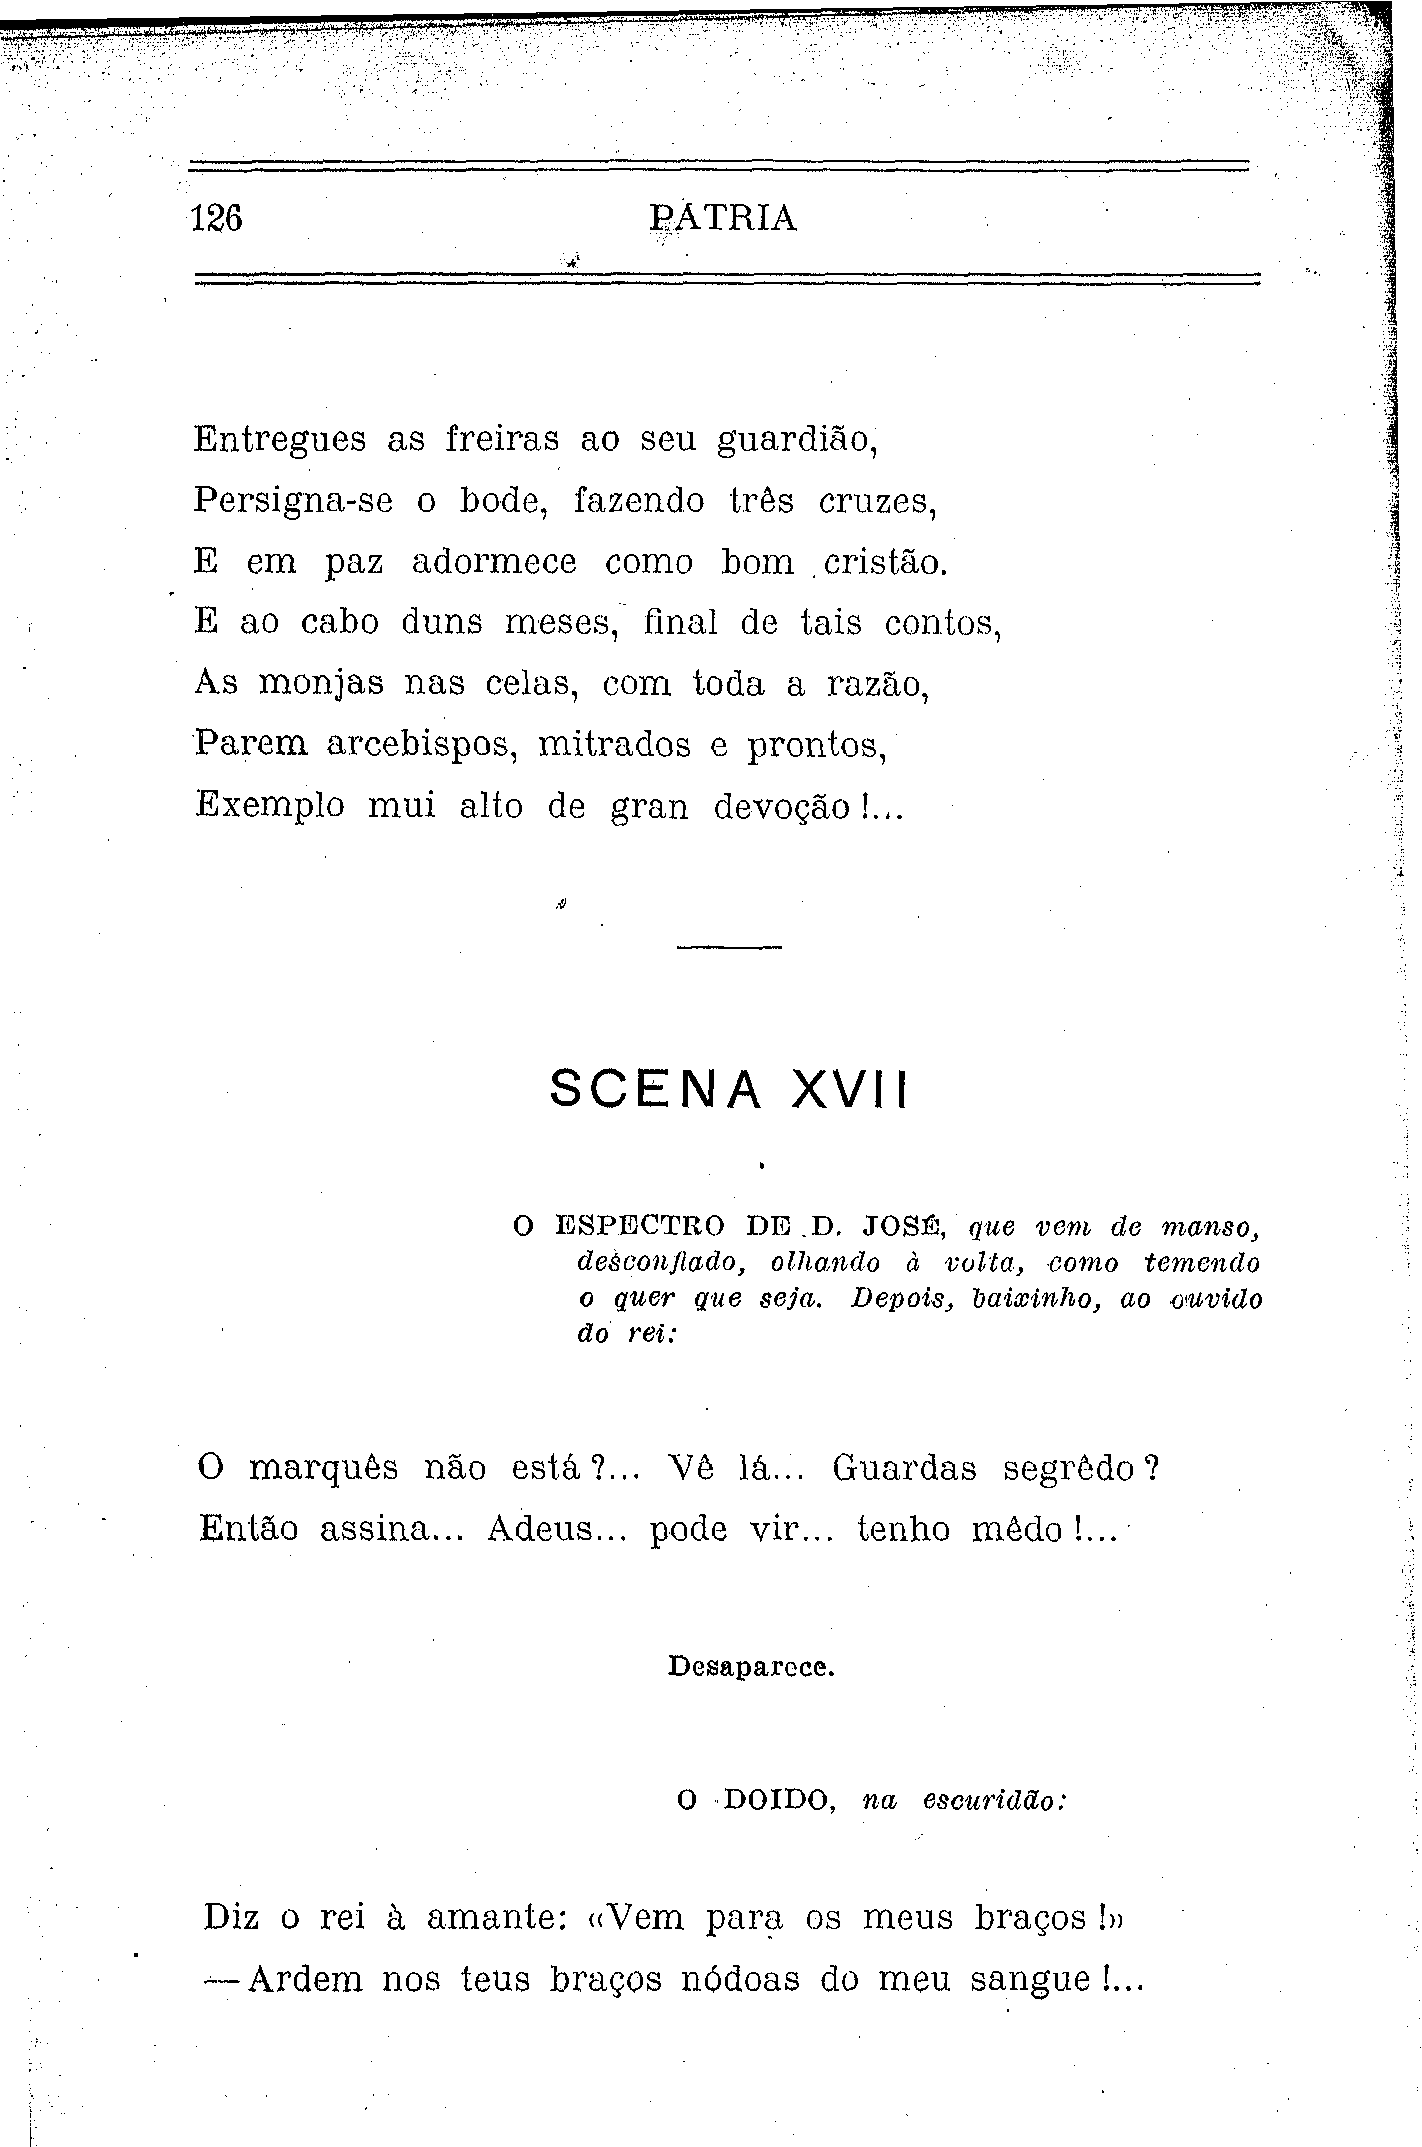 126 PÁTRIA
Entregues as freiras ao seu guardião,
Persigna-se o bode, fazendo três cruzes,
E em paz adormece como bom cristão.
E ao cabo duns meses, final de tais contos,
As monjas nas celas, com toda a razão,
Parem arcebispos, mitrados e prontos,
Exemplo mui alto de gran devoção!...
SCENA XVII
O ESPECTRO DE D. JOSÉ, que vem de manso,
desconfiado, olhando à volta, como temendo
o quer que seja. Depois, baixinho, ao ouvido
do rei:
O marquês não está?... Vê lá... Guardas segrêdo?
Então assina... Adeus... pode vir... tenho mêdo!...
Desaparece.
O DOIDO, na escuridão:
Diz o rei à amante: «Vem para os meus braços!»
—Ardem nos teus braços nódoas do meu sangue!...